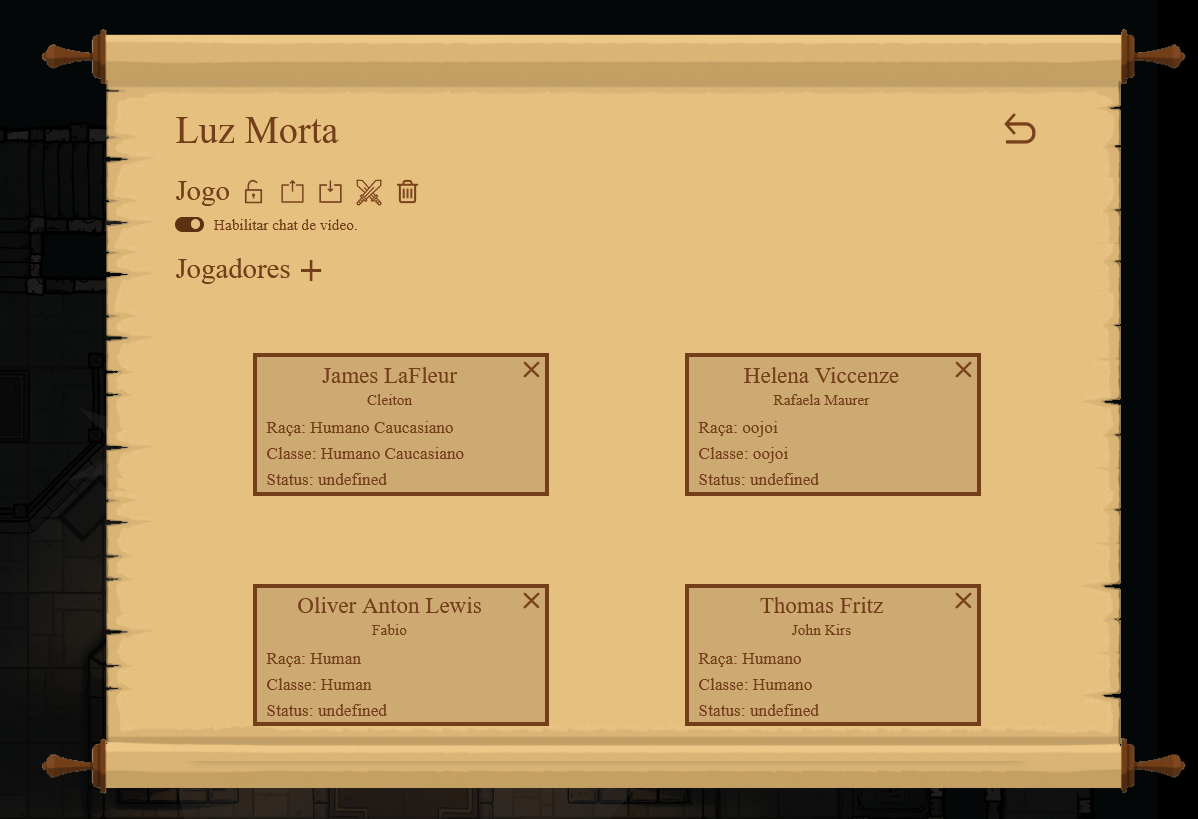 Luz Morta
Jogo
Habilitar chat de vídeo.
Jogadores
James LaFleur
Cleiton
Raça: Humano Caucasiano
Classe: Humano Caucasiano
Status: undefined
Helena Viccenze
Rafaela Maurer
Raça: oojoi
Classe: oojoi
Status: undefined
Oliver Anton Lewis
Fabio
Raça: Human
Classe: Human
Status: undefined
Thomas Fritz
John Kirs
Raça: Humano
Classe: Humano
Status: undefined